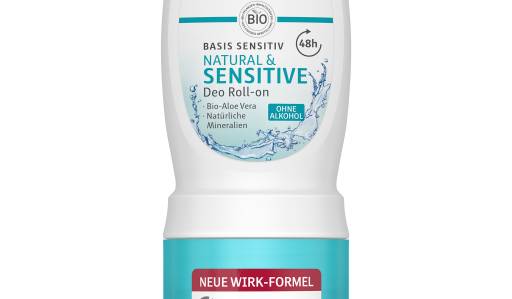 BIO
BASIS SENSITIV
48h
NATURAL &
SENSITIVE
Deo Roll-on
· Bio-Aloe Vera
· Natürliche
Mineralien
OHNE
ALKOHOL
NEUE WIRK-FORMEL